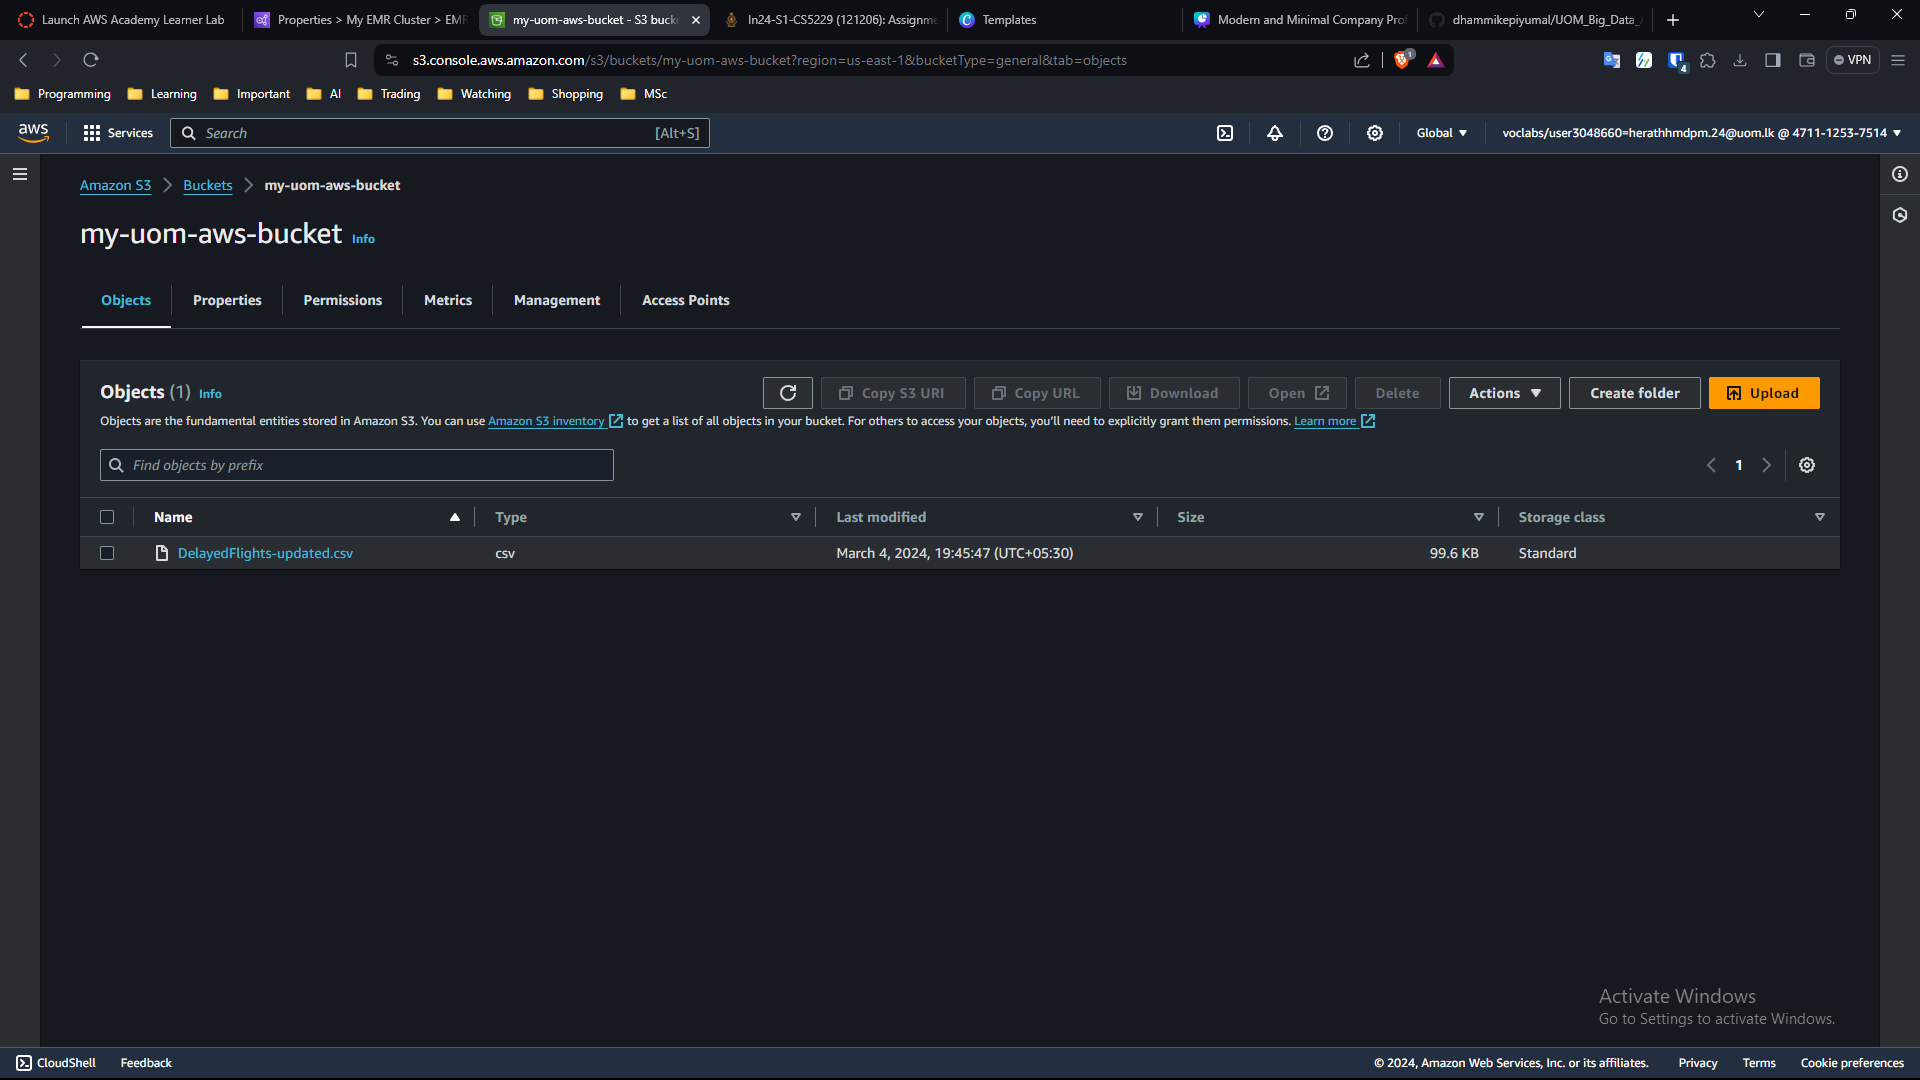 Launch AWS Academy Learner Lab
Properties > My EMR Cluster > EMR
my-uom-aws-bucket - S3 bucke
In24-S1-CS5229 (121206): Assignme
Templates
Modern and Minimal Company Prof
dhammikepiyumal/UOM_Big_Data_
s3.console.aws.amazon.com/s3/buckets/my-uom-aws-bucket?region=us-east-1&bucketType=general&tab=objects
1
4
VPN
Programming
Learning
Important
AI
Trading
Watching
Shopping
MSc
aws
Services
Search
[Alt+S]
Global
voclabs/user3048660=herathhmdpm.24@uom.lk @ 4711-1253-7514
Amazon S3
Buckets
my-uom-aws-bucket
my-uom-aws-bucket Info
Objects
Properties
Permissions
Metrics
Management
Access Points
Objects (1) Info
Copy S3 URI
Copy URL
Download
Open
Delete
Actions
Create folder
Upload
Objects are the fundamental entities stored in Amazon S3. You can use Amazon S3 inventory to get a list of all objects in your bucket. For others to access your objects, you'll need to explicitly grant them permissions. Learn more
Find objects by prefix
1
Name
Type
Last modified
Size
Storage class
DelayedFlights-updated.csv
csv
March 4, 2024, 19:45:47 (UTC+05:30)
99.6 KB
Standard
Activate Windows
Go to Settings to activate Windows.
CloudShell
Feedback
© 2024, Amazon Web Services, Inc. or its affiliates.
Privacy
Terms
Cookie preferences